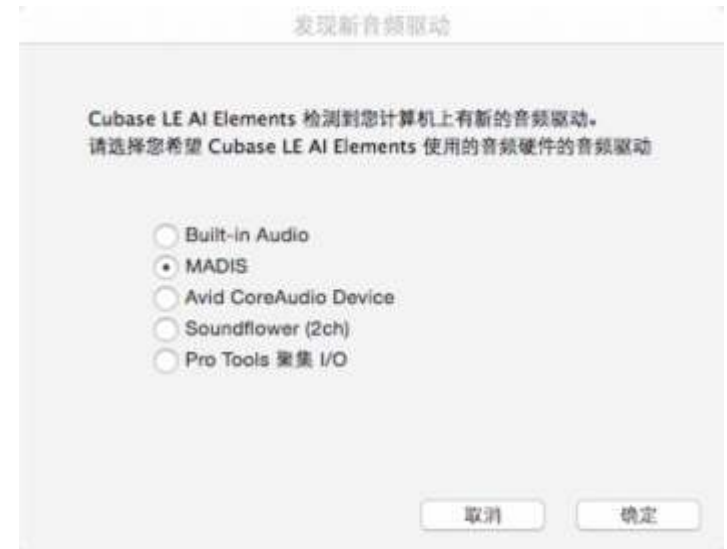 发现新音频驱动
Cubase LE AI Elements 检测到您计算机上有新的音频驱动。
请选择您希望 Cubase LE AI Elements 使用的音频硬件的音频驱动
Built-in Audio
MADIS
Avid CoreAudio Device
Soundflower (2ch)
Pro Tools 聚集 I/O
取消
确定